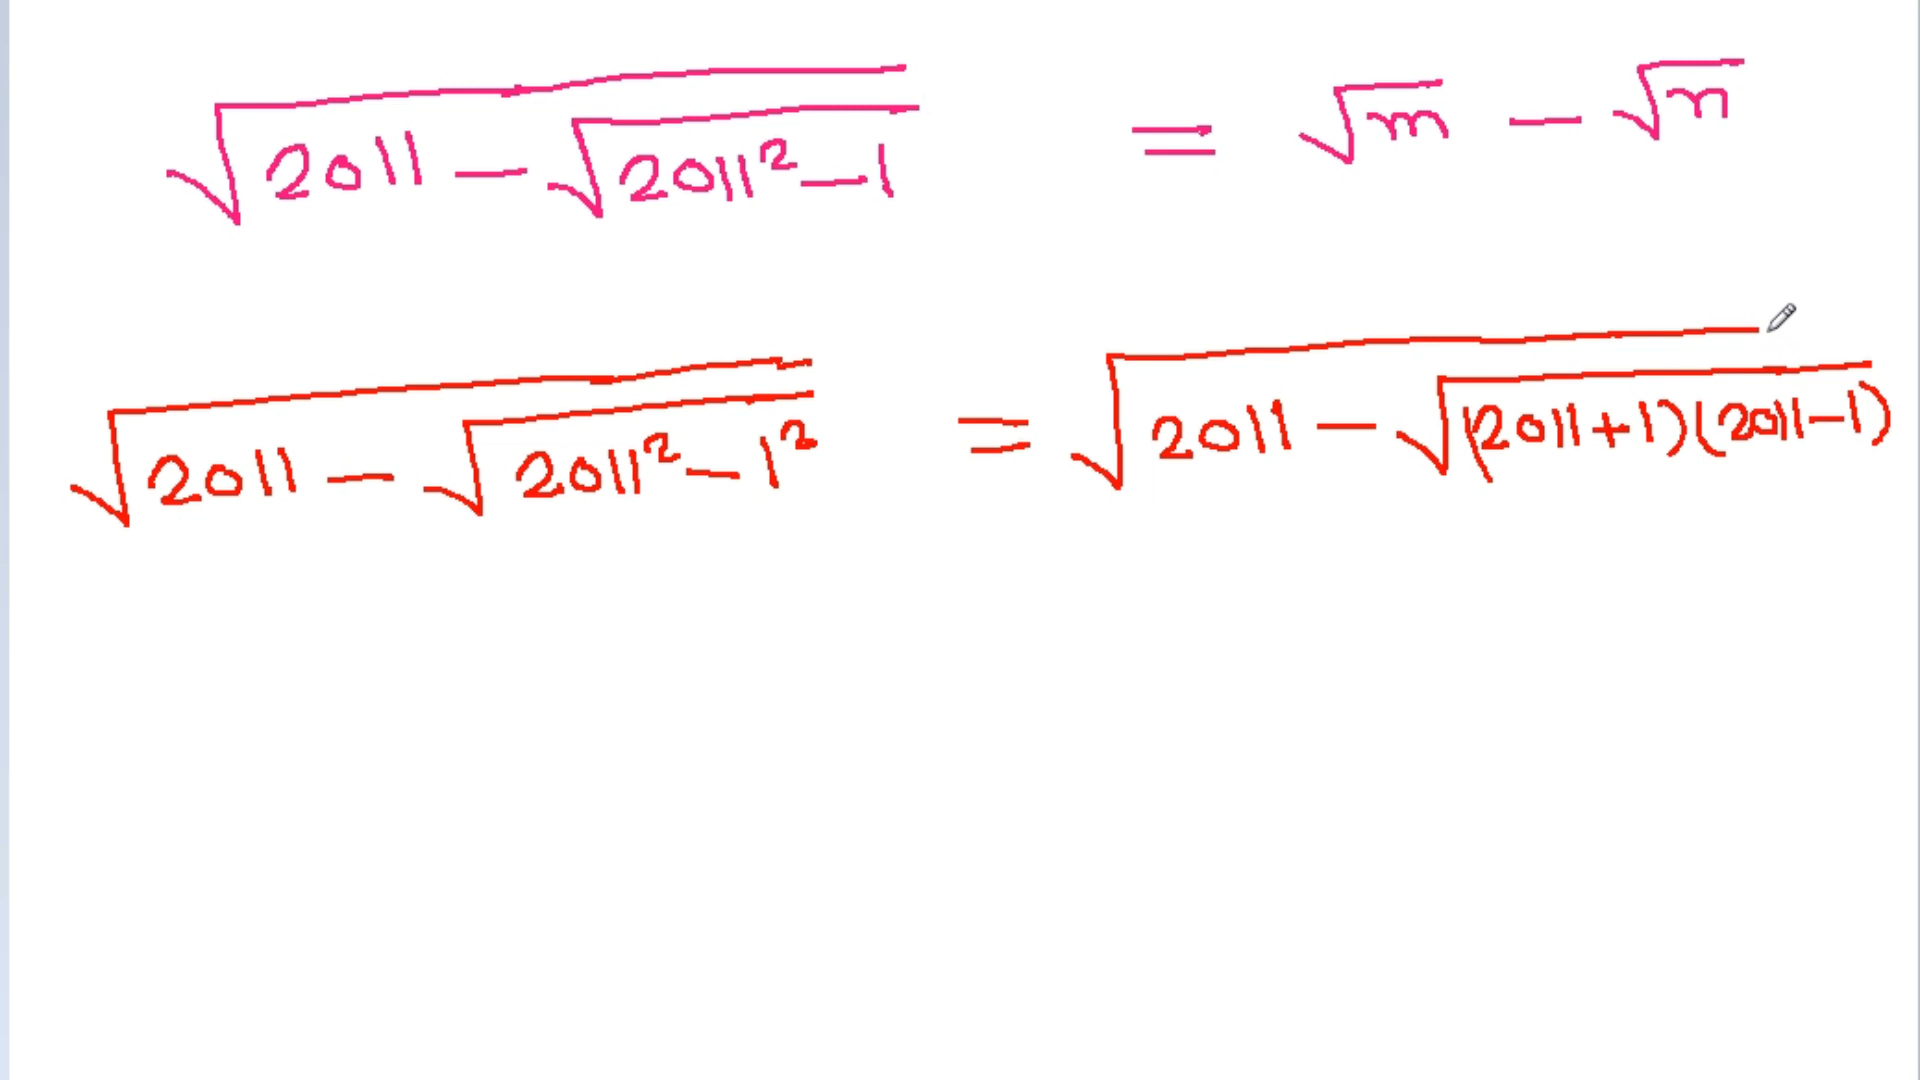 √(2011 − √(2011² − 1)) = √m − √n
√(2011 − √(2011² − 1²)) = √(2011 − √((2011+1)(2011−1)))